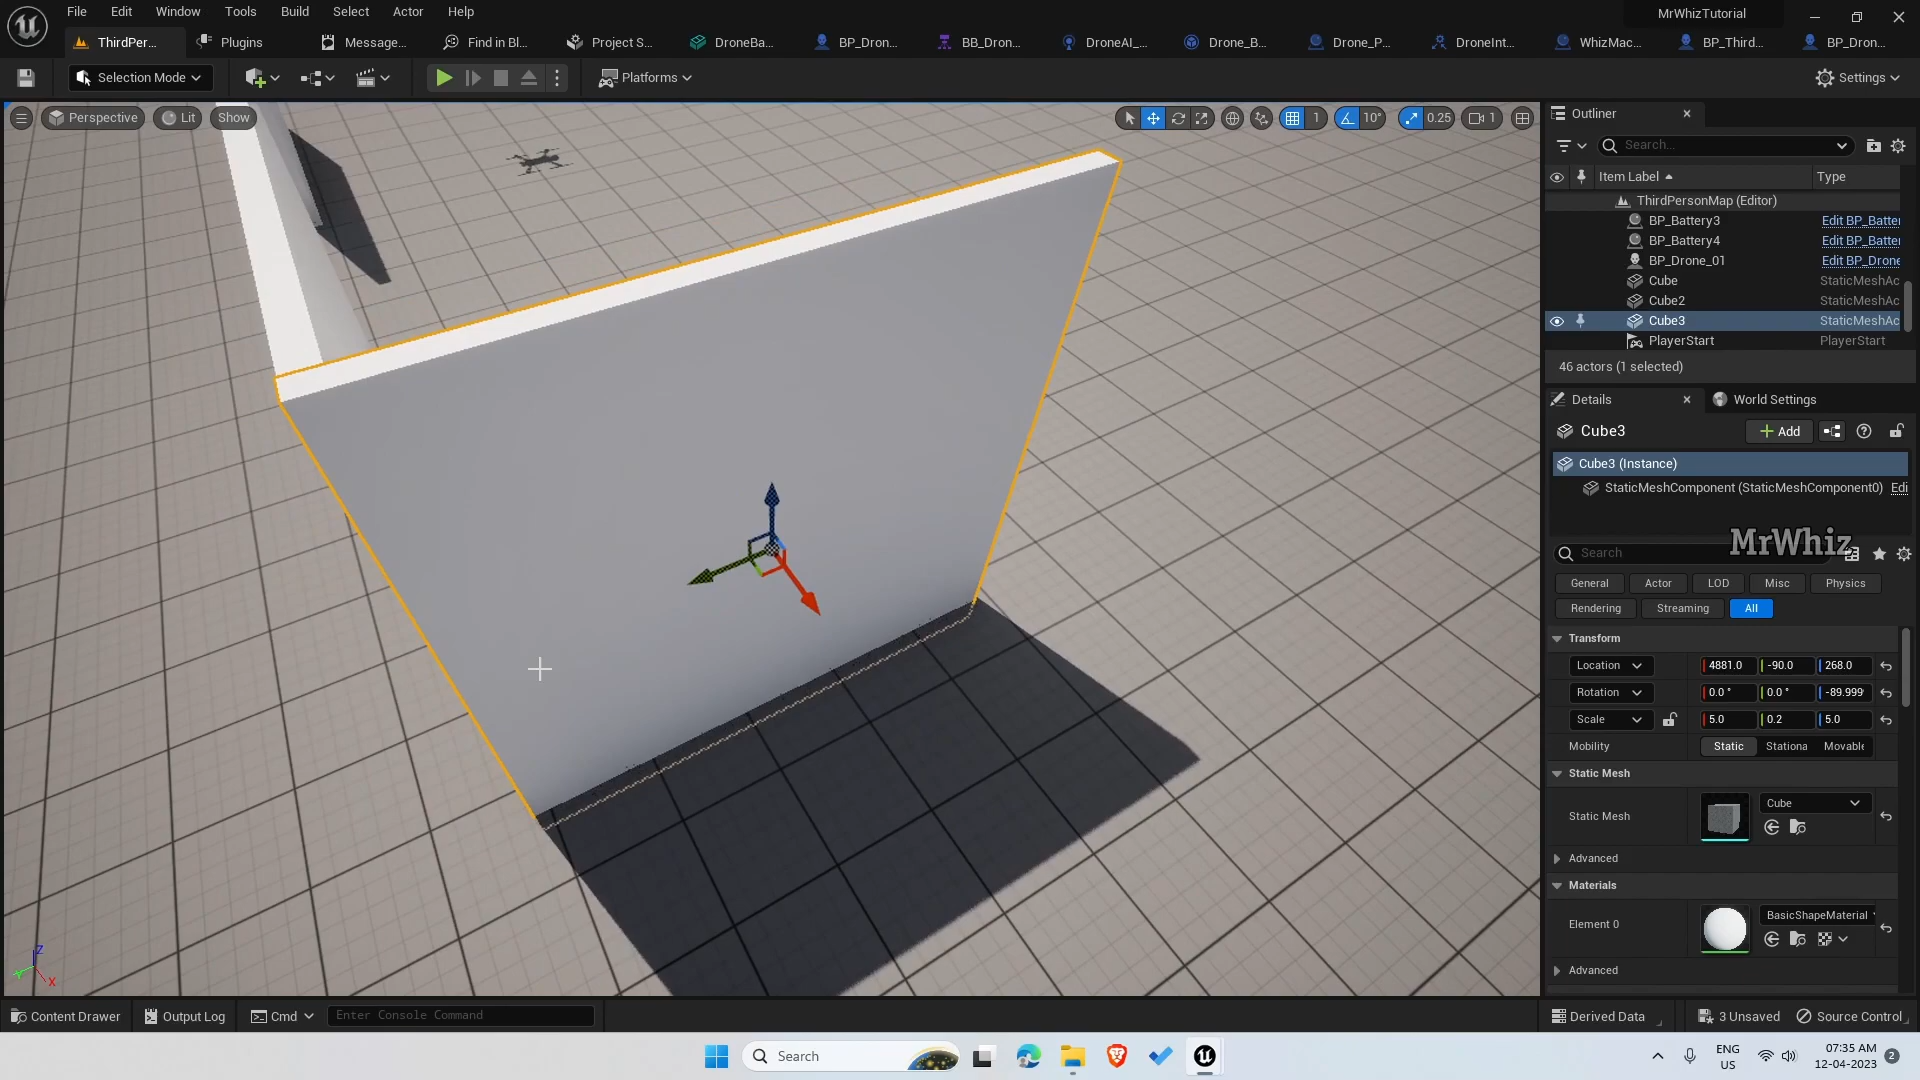 File Edit Window Tools Build Select Actor Help
MrWhizTutorial
ThirdPer... Plugins Message... Find in Bl... Project S... DroneBa... BP_Dron... BB_Dron... DroneAI_... Drone_B... Drone_P... DroneInt... WhizMac... BP_Third... BP_Dron...
Selection Mode Platforms Settings
Perspective Lit Show 1 10° 0.25 1
Outliner
Search...
Item Label Type
ThirdPersonMap (Editor)
BP_Battery3 Edit BP_Batter
BP_Battery4 Edit BP_Batter
BP_Drone_01 Edit BP_Drone
Cube StaticMeshAc
Cube2 StaticMeshAc
Cube3 StaticMeshAc
PlayerStart PlayerStart
46 actors (1 selected)
Details World Settings
Cube3 Add
Cube3 (Instance)
StaticMeshComponent (StaticMeshComponent0) Edi
MrWhiz
Search
General Actor LOD Misc Physics
Rendering Streaming All
Transform
Location 4881.0 -90.0 268.0
Rotation 0.0 ° 0.0 ° -89.999
Scale 5.0 0.2 5.0
Mobility Static Stationa Movable
Static Mesh
Static Mesh Cube
Advanced
Materials
Element 0 BasicShapeMaterial
Advanced
Z
Y
X
Content Drawer Output Log Cmd Enter Console Command Derived Data 3 Unsaved Source Control
Search
ENG
US
07:35 AM
12-04-2023
2